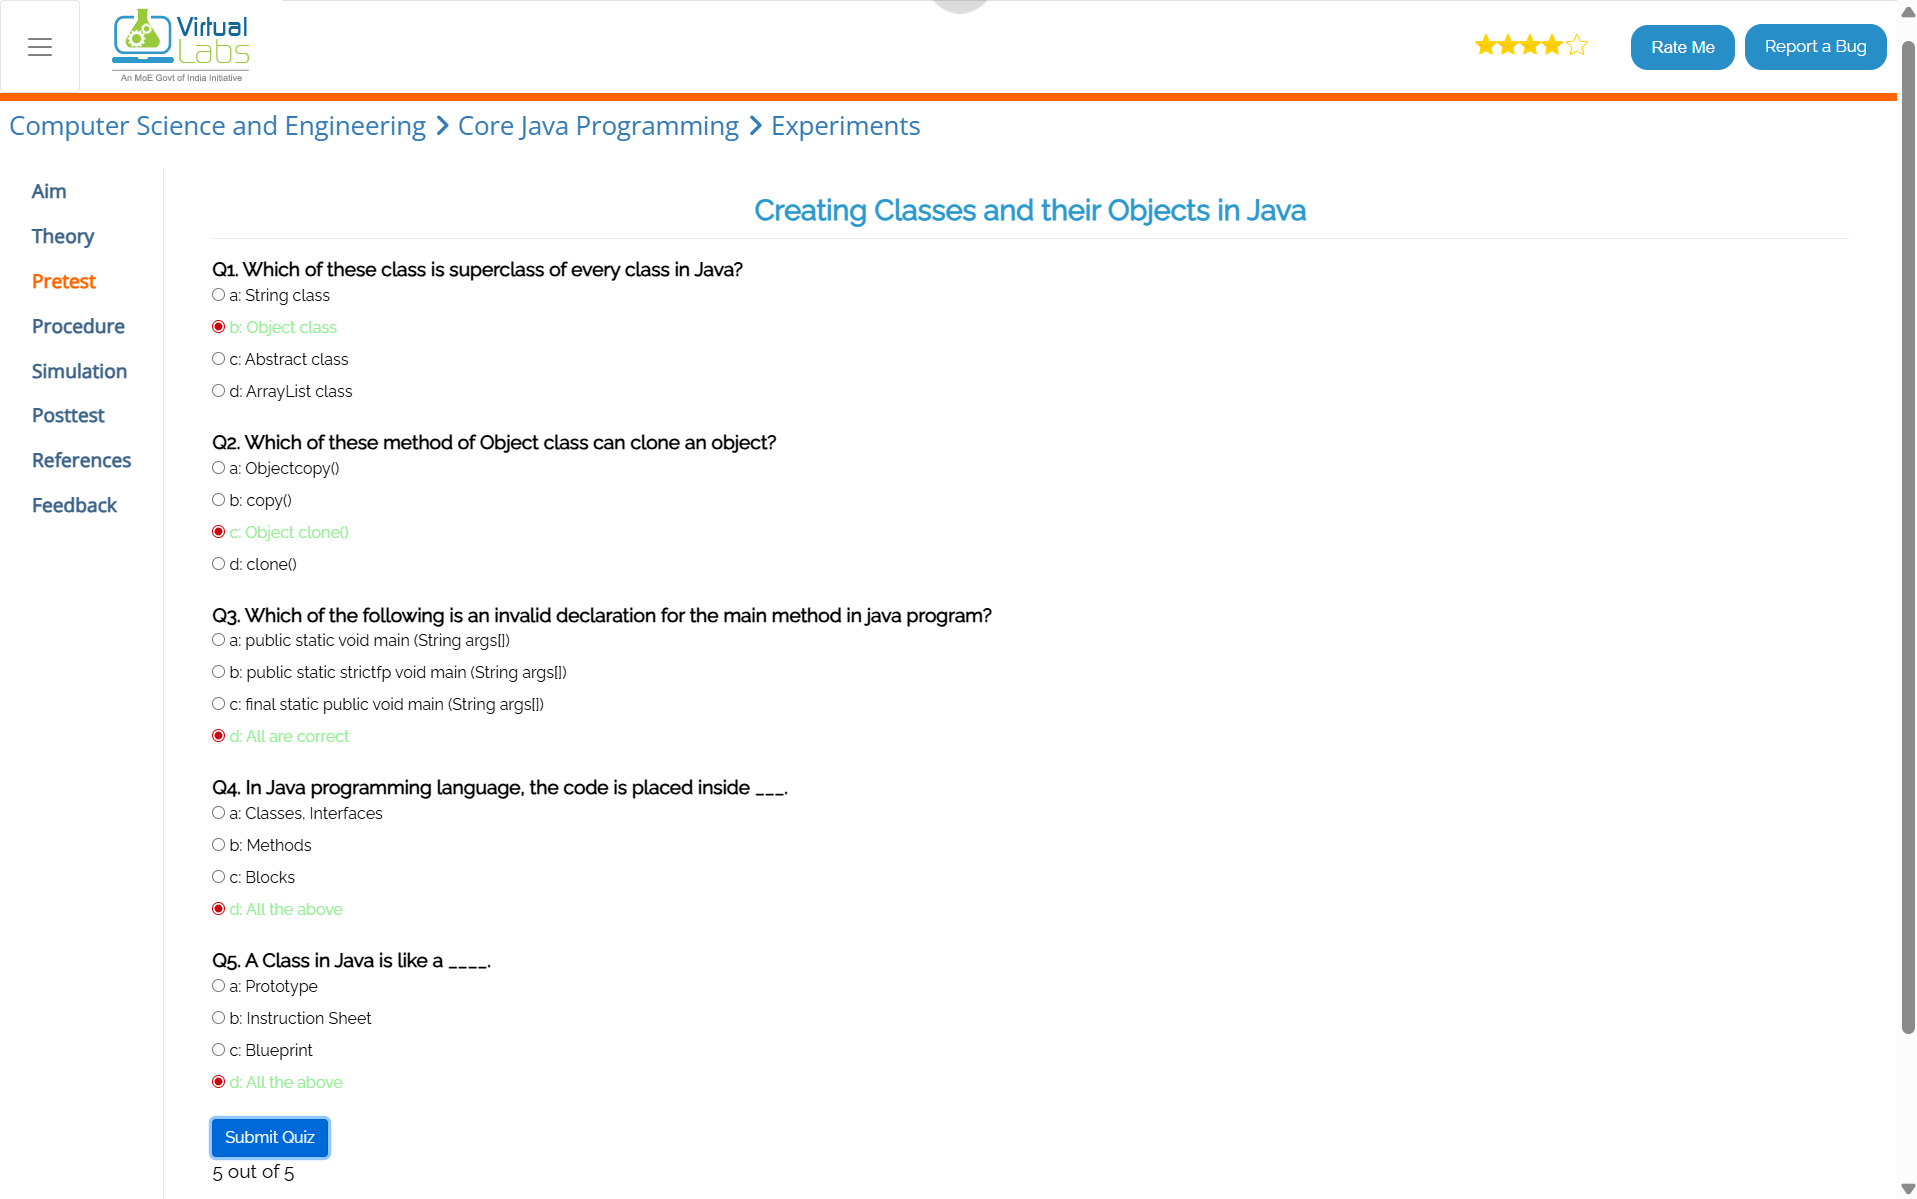 Virtual
Labs
An MoE Govt of India Initiative
Rate Me
Report a Bug
Computer Science and Engineering > Core Java Programming > Experiments
Aim
Theory
Pretest
Procedure
Simulation
Posttest
References
Feedback
Creating Classes and their Objects in Java
Q1. Which of these class is superclass of every class in Java?
a: String class
b: Object class
c: Abstract class
d: ArrayList class
Q2. Which of these method of Object class can clone an object?
a: Objectcopy()
b: copy()
c: Object clone()
d: clone()
Q3. Which of the following is an invalid declaration for the main method in java program?
a: public static void main (String args[])
b: public static strictfp void main (String args[])
c: final static public void main (String args[])
d: All are correct
Q4. In Java programming language, the code is placed inside ___.
a: Classes, Interfaces
b: Methods
c: Blocks
d: All the above
Q5. A Class in Java is like a ____.
a: Prototype
b: Instruction Sheet
c: Blueprint
d: All the above
Submit Quiz
5 out of 5